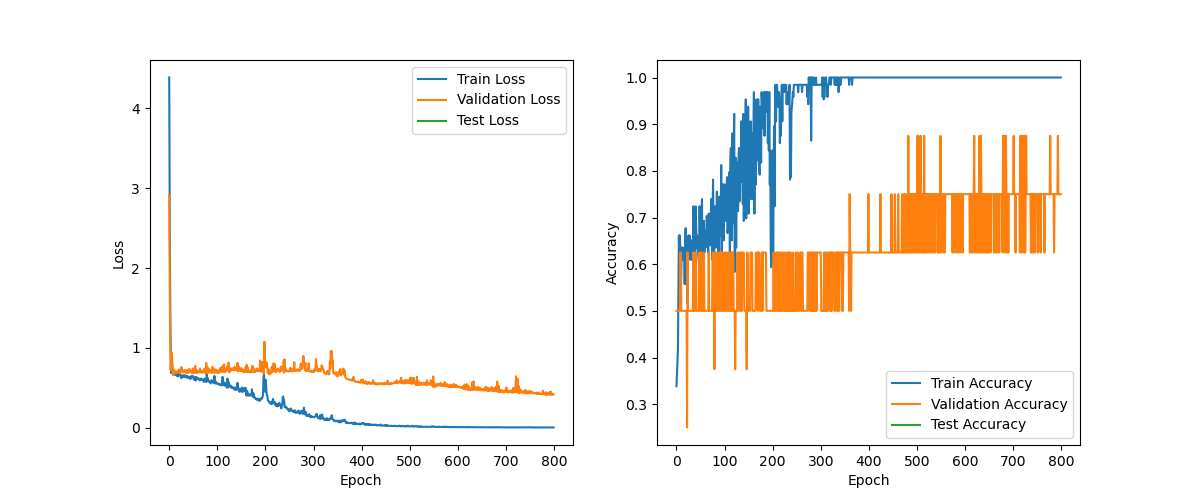 Train Loss
Validation Loss
Test Loss
4
3
2
1
0
Loss
0 100 200 300 400 500 600 700 800
Epoch
1.0
0.9
0.8
0.7
0.6
0.5
0.4
0.3
Accuracy
Train Accuracy
Validation Accuracy
Test Accuracy
0 100 200 300 400 500 600 700 800
Epoch